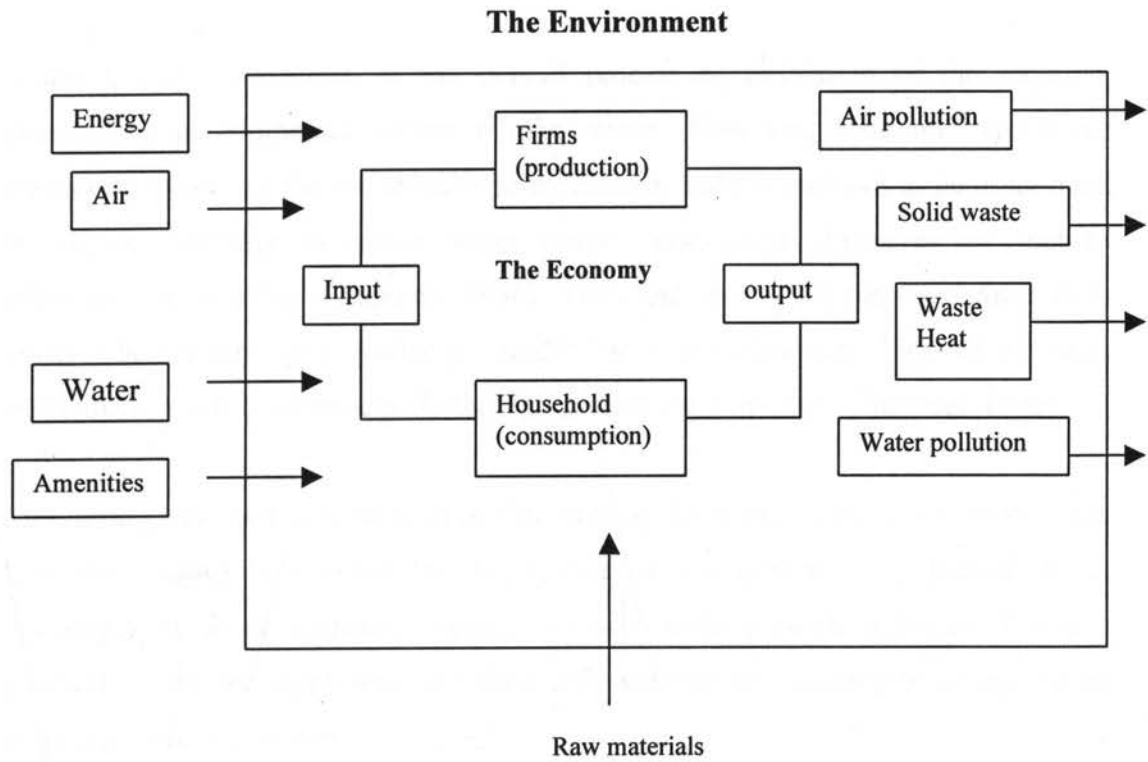 The Environment
Energy
Air
Water
Amenities
Firms
(production)
Input
The Economy
output
Household
(consumption)
Air pollution
Solid waste
Waste
Heat
Water pollution
Raw materials